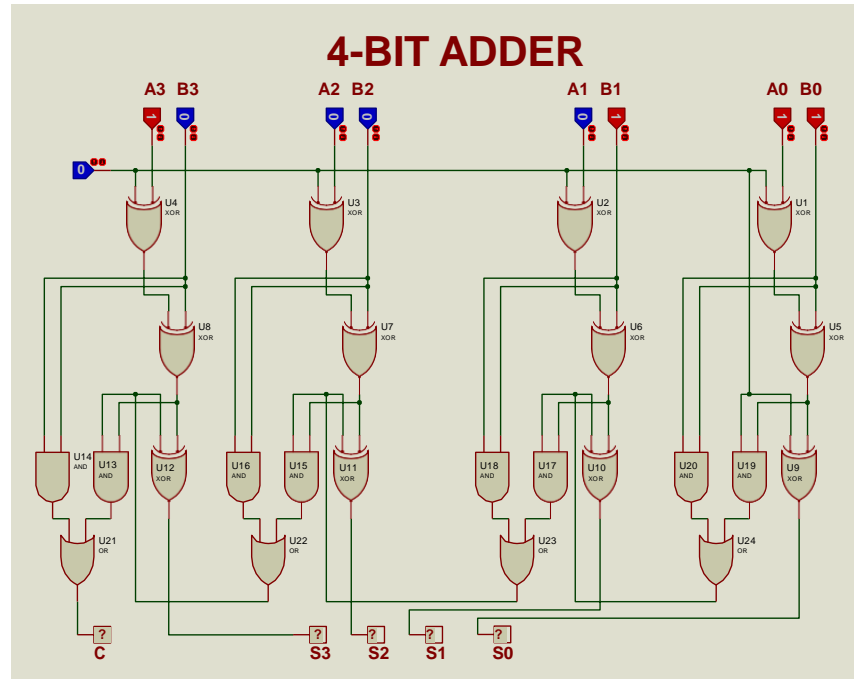 4-BIT ADDER
A3 B3 A2 B2 A1 B1 A0 B0
1 0 0 0 0 1 1 1
0
U4 U3 U2 U1
XOR XOR XOR XOR
U8 U7 U6 U5
XOR XOR XOR XOR
U14 U13 U12 U16 U15 U11 U18 U17 U10 U20 U19 U9
AND AND XOR AND AND XOR AND AND XOR AND AND XOR
U21 U22 U23 U24
OR OR OR OR
? ? ? ? ?
C S3 S2 S1 S0